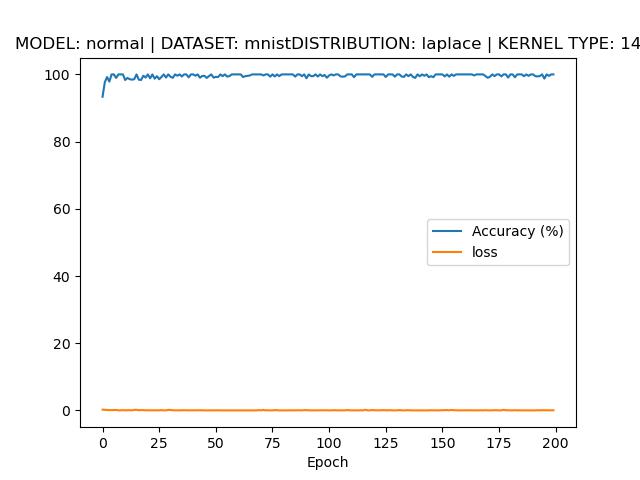 MODEL: normal | DATASET: mnistDISTRIBUTION: laplace | KERNEL TYPE: 14
100
80
60
40
20
0
Accuracy (%)
loss
0 25 50 75 100 125 150 175 200
Epoch